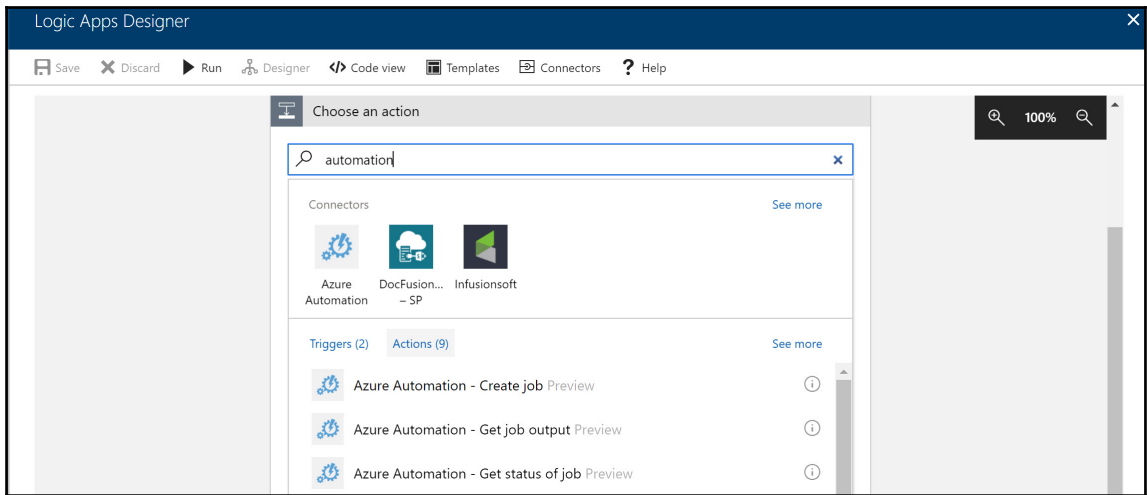 Logic Apps Designer
Save Discard Run Designer </> Code view Templates Connectors ? Help
Choose an action
100%
automation
Connectors See more
Azure Automation
DocFusion... – SP
Infusionsoft
Triggers (2) Actions (9) See more
Azure Automation - Create job Preview
Azure Automation - Get job output Preview
Azure Automation - Get status of job Preview